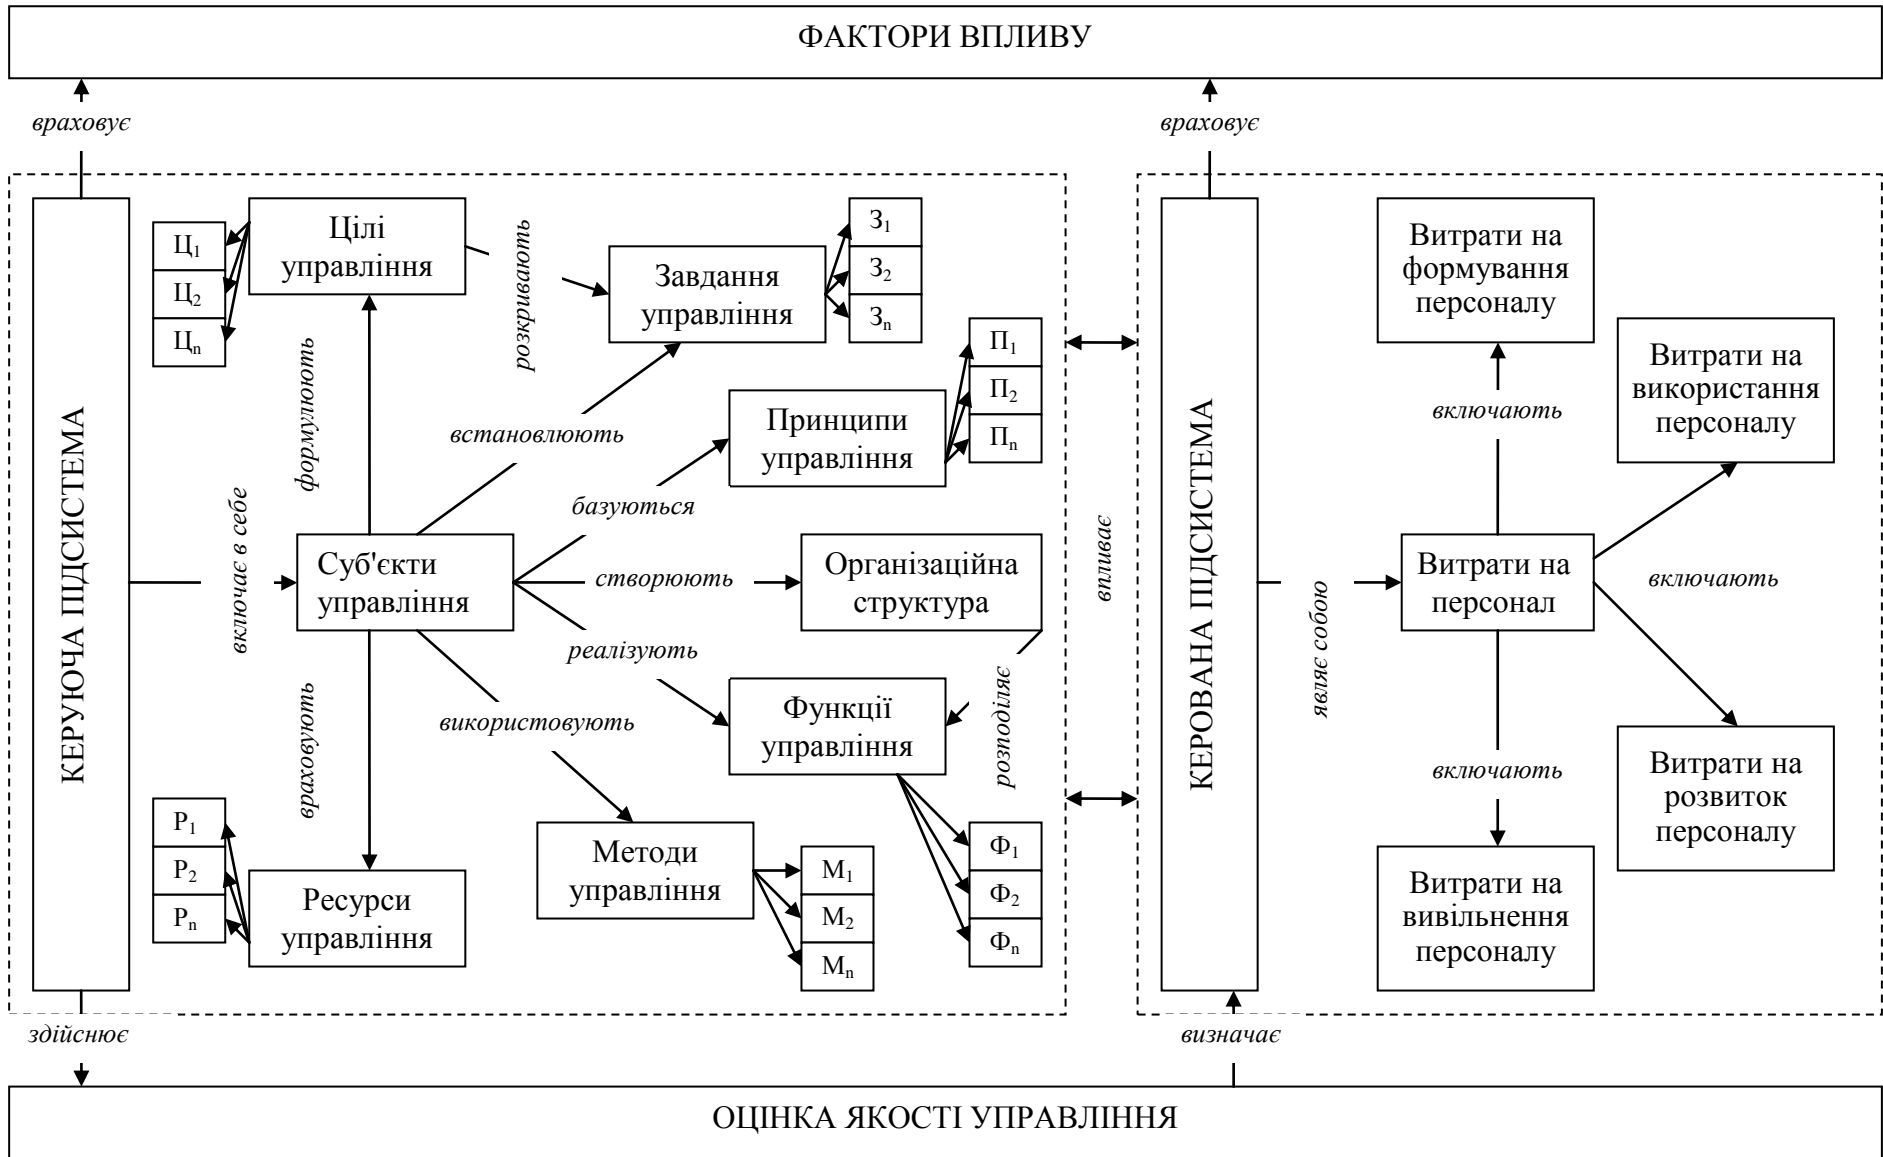 ФАКТОРИ ВПЛИВУ
враховує
враховує
КЕРУЮЧА ПІДСИСТЕМА
включає в себе
Ц1
Ц2
Цn
Цілі
управління
формулюють
розкривають
Завдання
управління
З1
З2
Зn
встановлюють
Принципи
управління
П1
П2
Пn
базуються
Суб'єкти
управління
створюють
Організаційна
структура
реалізують
розподіляє
Функції
управління
Ф1
Ф2
Фn
використовують
Методи
управління
М1
М2
Мn
враховують
Р1
Р2
Рn
Ресурси
управління
впливає
КЕРОВАНА ПІДСИСТЕМА
являє собою
Витрати на
формування
персоналу
включають
Витрати на
використання
персоналу
Витрати на
персонал
включають
включають
Витрати на
розвиток
персоналу
Витрати на
вивільнення
персоналу
здійснює
визначає
ОЦІНКА ЯКОСТІ УПРАВЛІННЯ